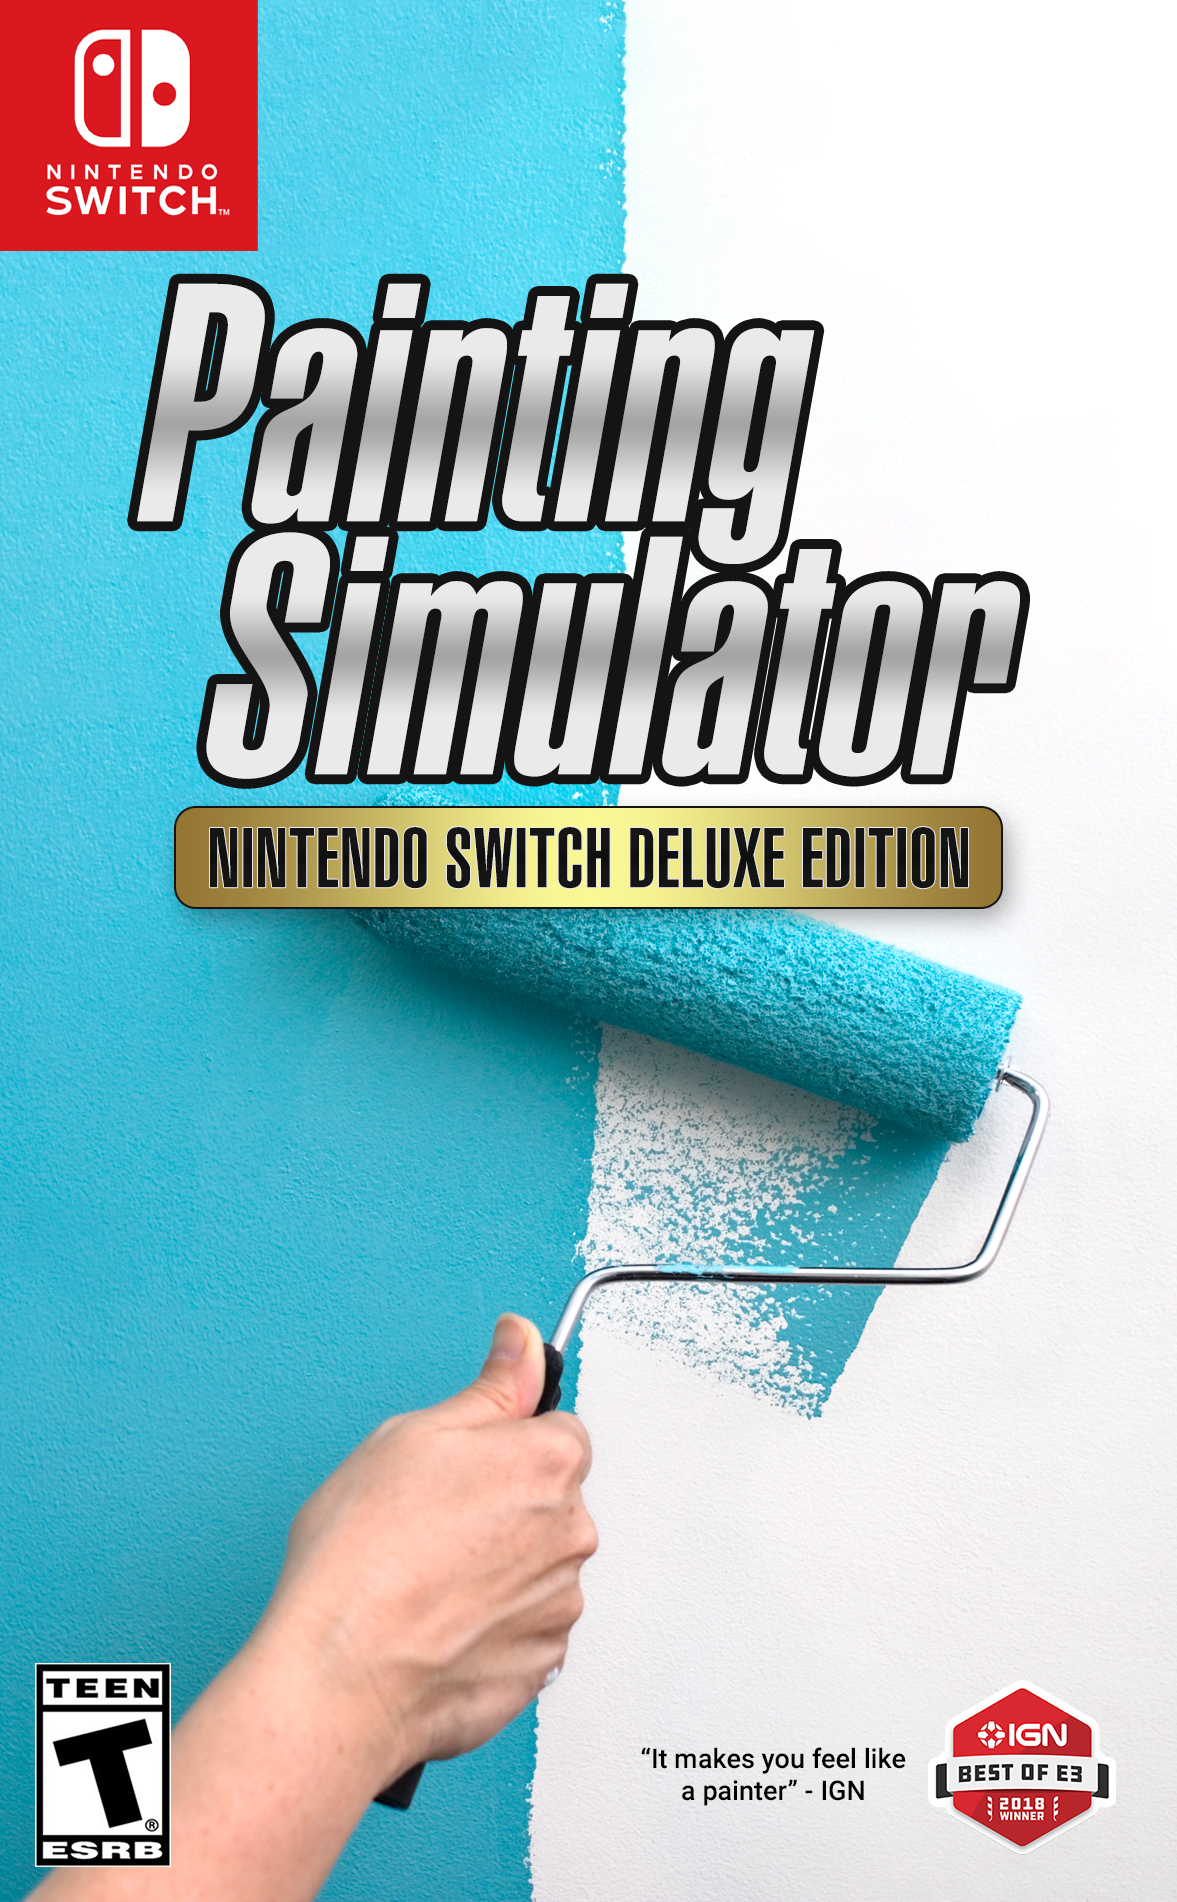 NINTENDO
SWITCH™
Painting
Simulator
NINTENDO SWITCH DELUXE EDITION
TEEN
T®
ESRB
“It makes you feel like
a painter” - IGN
IGN
BEST OF E3
2018
WINNER